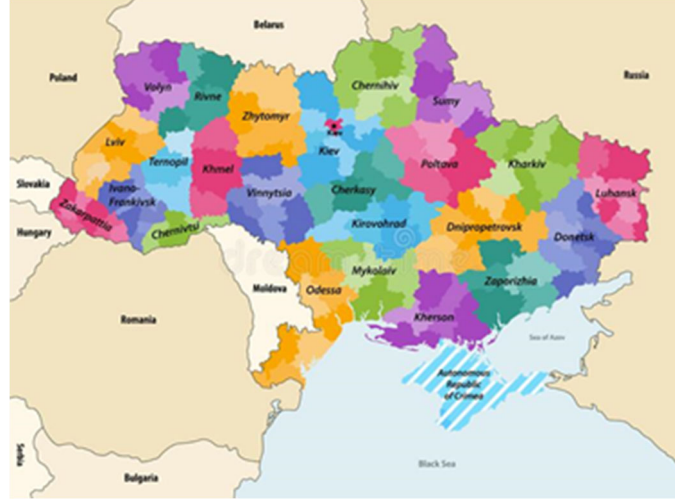 Belarus
Poland
Russia
Volyn
Rivne
Zhytomyr
Chernihiv
Sumy
Kiev
Kiev
Lviv
Ternopil
Khmel
Poltava
Kharkiv
Slovakia
Ivano-
Frankivsk
Vinnytsia
Cherkasy
Luhansk
Zakarpattia
Chernivtsi
Kirovohrad
Dnipropetrovsk
Donetsk
Hungary
Moldova
Odessa
Mykolaiv
Zaporizhia
Kherson
Romania
Sea of Azov
Autonomous
Republic
of Crimea
Serbia
Bulgaria
Black Sea
dreamstime